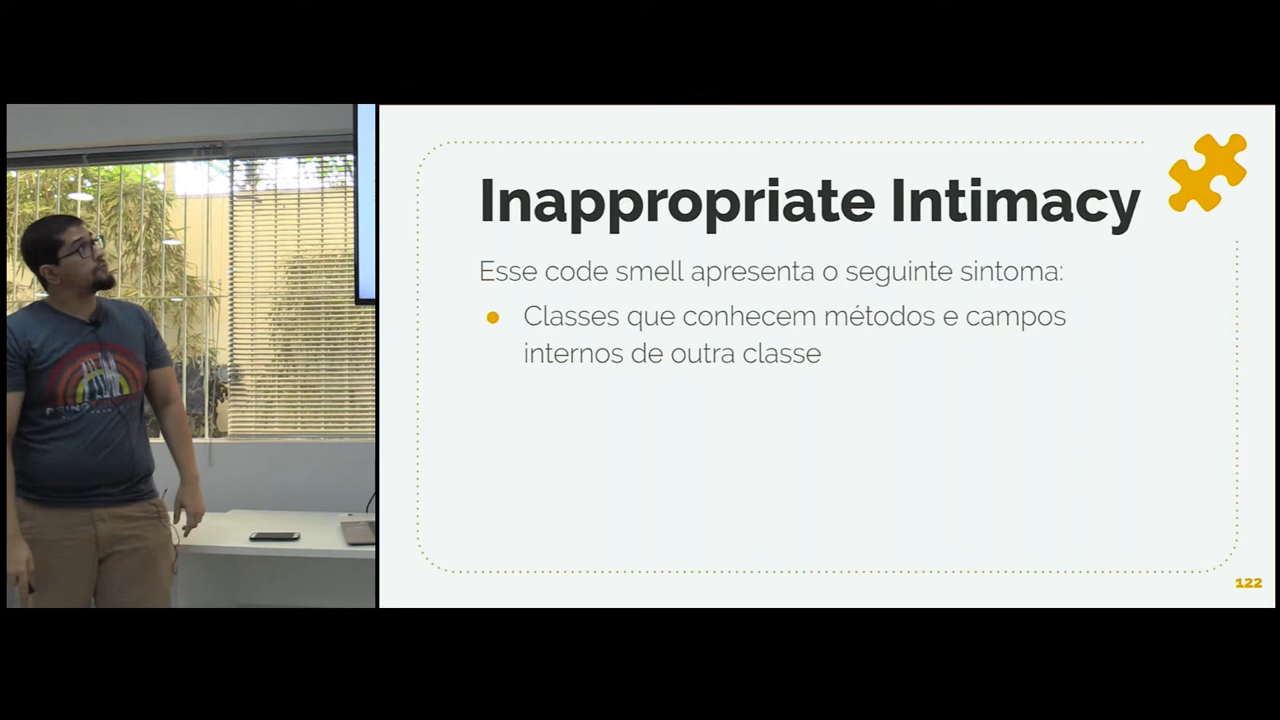 Inappropriate Intimacy
Esse code smell apresenta o seguinte sintoma:
Classes que conhecem métodos e campos
internos de outra classe
122